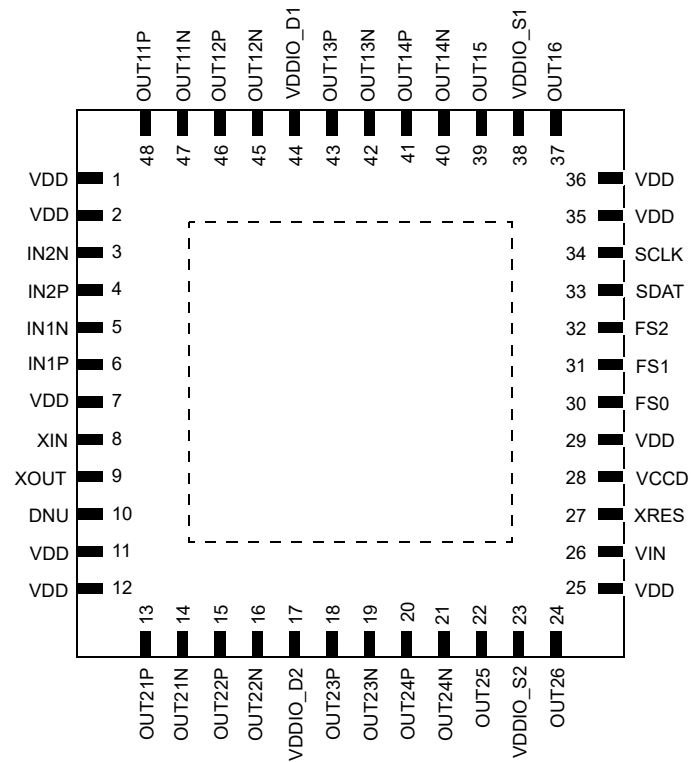 OUT11P
OUT11N
OUT12P
OUT12N
VDDIO_D1
OUT13P
OUT13N
OUT14P
OUT14N
OUT15
VDDIO_S1
OUT16
48
47
46
45
44
43
42
41
40
39
38
37
VDD 1
VDD 2
IN2N 3
IN2P 4
IN1N 5
IN1P 6
VDD 7
XIN 8
XOUT 9
DNU 10
VDD 11
VDD 12
36 VDD
35 VDD
34 SCLK
33 SDAT
32 FS2
31 FS1
30 FS0
29 VDD
28 VCCD
27 XRES
26 VIN
25 VDD
13
14
15
16
17
18
19
20
21
22
23
24
OUT21P
OUT21N
OUT22P
OUT22N
VDDIO_D2
OUT23P
OUT23N
OUT24P
OUT24N
OUT25
VDDIO_S2
OUT26